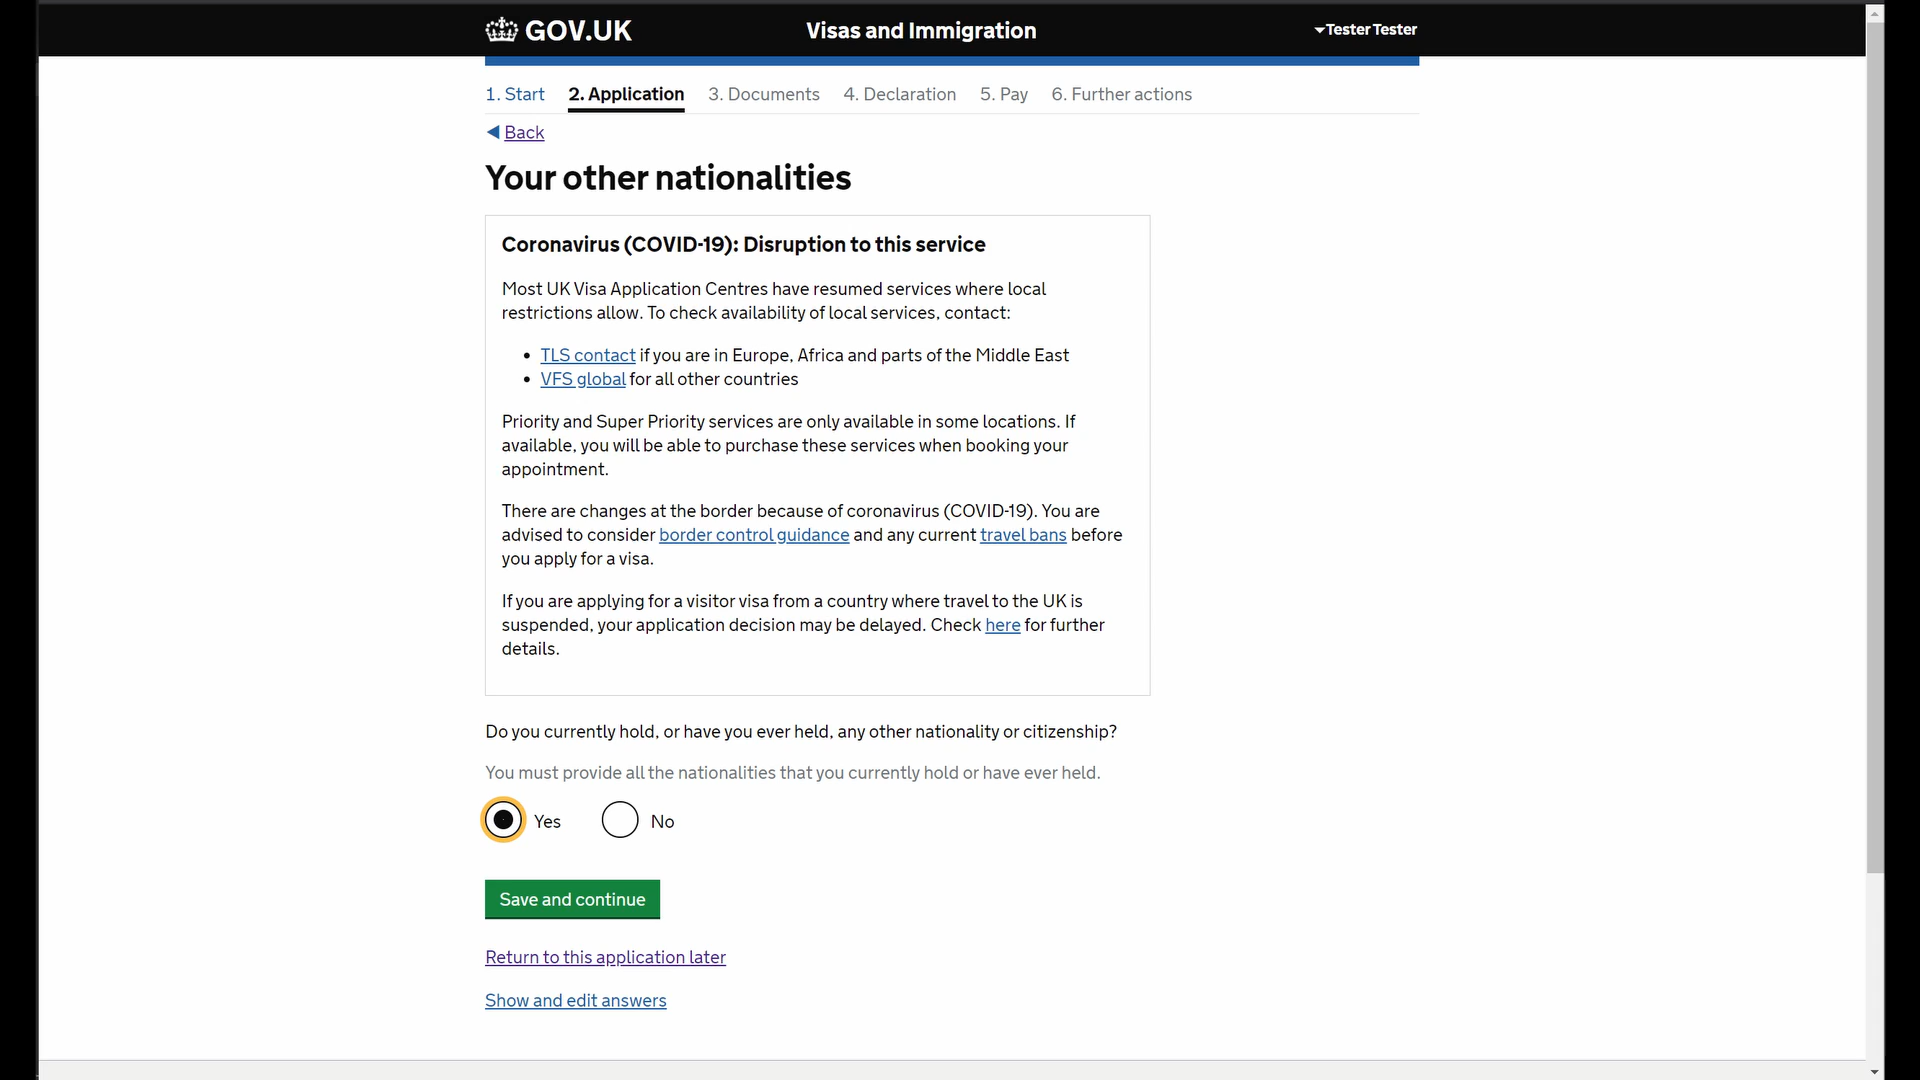 GOV.UK
Visas and Immigration
Tester Tester
1. Start
2. Application
3. Documents
4. Declaration
5. Pay
6. Further actions
Back
Your other nationalities
Coronavirus (COVID-19): Disruption to this service
Most UK Visa Application Centres have resumed services where local
restrictions allow. To check availability of local services, contact:
• TLS contact if you are in Europe, Africa and parts of the Middle East
• VFS global for all other countries
Priority and Super Priority services are only available in some locations. If
available, you will be able to purchase these services when booking your
appointment.
There are changes at the border because of coronavirus (COVID-19). You are
advised to consider border control guidance and any current travel bans before
you apply for a visa.
If you are applying for a visitor visa from a country where travel to the UK is
suspended, your application decision may be delayed. Check here for further
details.
Do you currently hold, or have you ever held, any other nationality or citizenship?
You must provide all the nationalities that you currently hold or have ever held.
Yes
No
Save and continue
Return to this application later
Show and edit answers